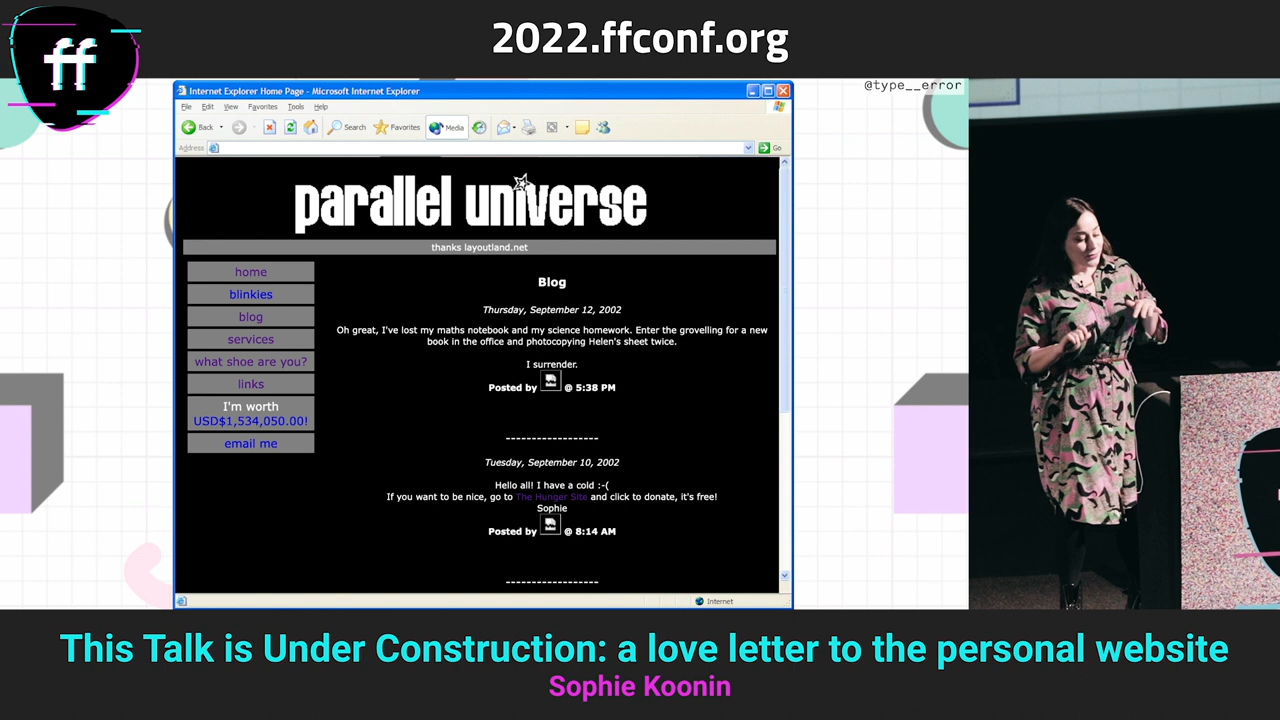 2022.ffconf.org
ff
@type__error
Internet Explorer Home Page - Microsoft Internet Explorer
File Edit View Favorites Tools Help
Back Search Favorites Media
Address Go
parallel universe
thanks layoutland.net
home
blinkies
blog
services
what shoe are you?
links
I'm worth
USD$1,534,050.00!
email me
Blog
Thursday, September 12, 2002
Oh great, I've lost my maths notebook and my science homework. Enter the grovelling for a new
book in the office and photocopying Helen's sheet twice.
I surrender.
Posted by @ 5:38 PM
------------------
Tuesday, September 10, 2002
Hello all! I have a cold :-(
If you want to be nice, go to The Hunger Site and click to donate, it's free!
Sophie
Posted by @ 8:14 AM
------------------
Internet
This Talk is Under Construction: a love letter to the personal website
Sophie Koonin